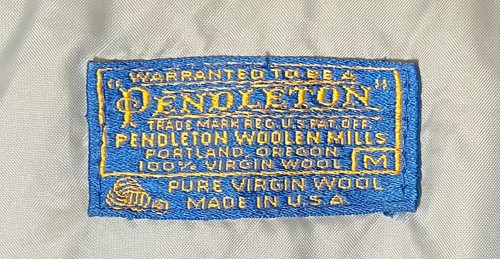 WARRANTED TO BE A
"PENDLETON"
TRADE MARK REG. U.S. PAT. OFF.
PENDLETON WOOLEN MILLS
PORTLAND, OREGON
100% VIRGIN WOOL M
PURE VIRGIN WOOL
MADE IN U.S.A.